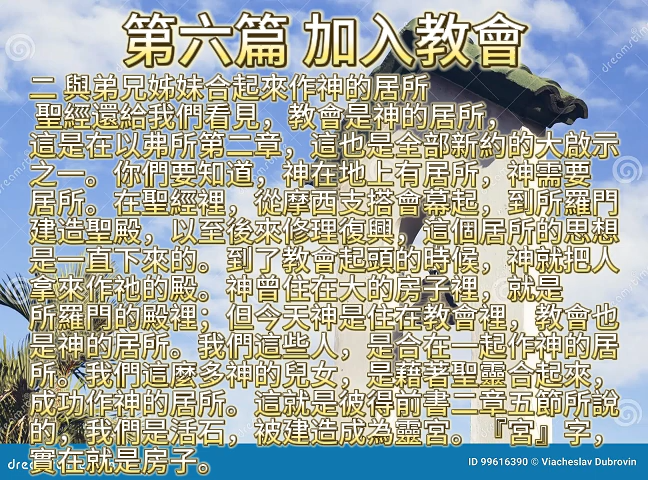 第六篇 加入教會
二 與弟兄姊妹合起來作神的居所
聖經還給我們看見，教會是神的居所，
這是在以弗所第二章，這也是全部新約的大啟示
之一。你們要知道，神在地上有居所，神需要
居所。在聖經裡，從摩西支搭會幕起，到所羅門
建造聖殿，以至後來修理復興，這個居所的思想
是一直下來的。到了教會起頭的時候，神就把人
拿來作祂的殿。神曾住在大的房子裡，就是
所羅門的殿裡；但今天神是住在教會裡，教會也
是神的居所。我們這些人，是合在一起作神的居
所。我們這麼多神的兒女，是藉著聖靈合起來，
成功作神的居所。這就是彼得前書二章五節所說
的，我們是活石，被建造成為靈宮。『宮』字，
實在就是房子。
ID 99616390 © Viacheslav Dubrovin